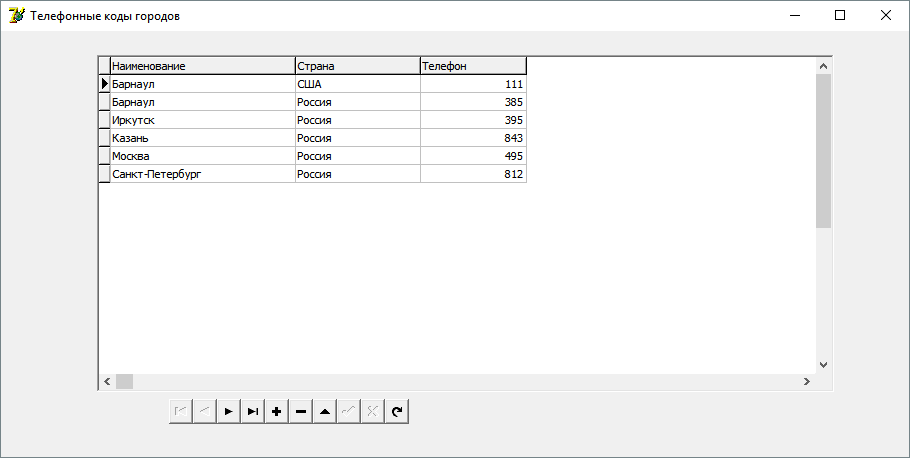 Телефонные коды городов
Наименование Страна Телефон
Барнаул США 111
Барнаул Россия 385
Иркутск Россия 395
Казань Россия 843
Москва Россия 495
Санкт-Петербург Россия 812